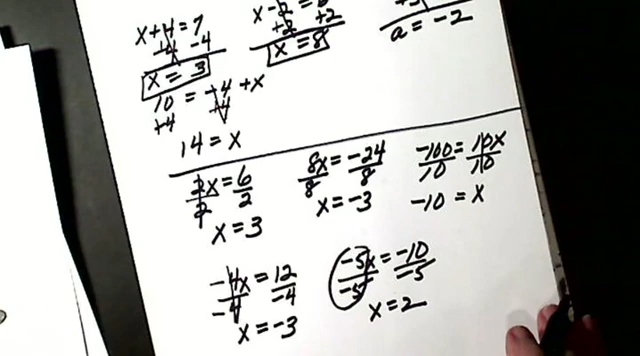 x + 4 = 7
-4 -4
x = 3
x - 2 =
+2 +2
x = 8
a = -2
10 = -4 + x
+4 +4
14 = x
2x = 6
2 2
x = 3
8x = -24
8 8
x = -3
-100 = 10x
10 10
-10 = x
-4x = 12
-4 -4
x = -3
-5x = -10
-5 -5
x = 2